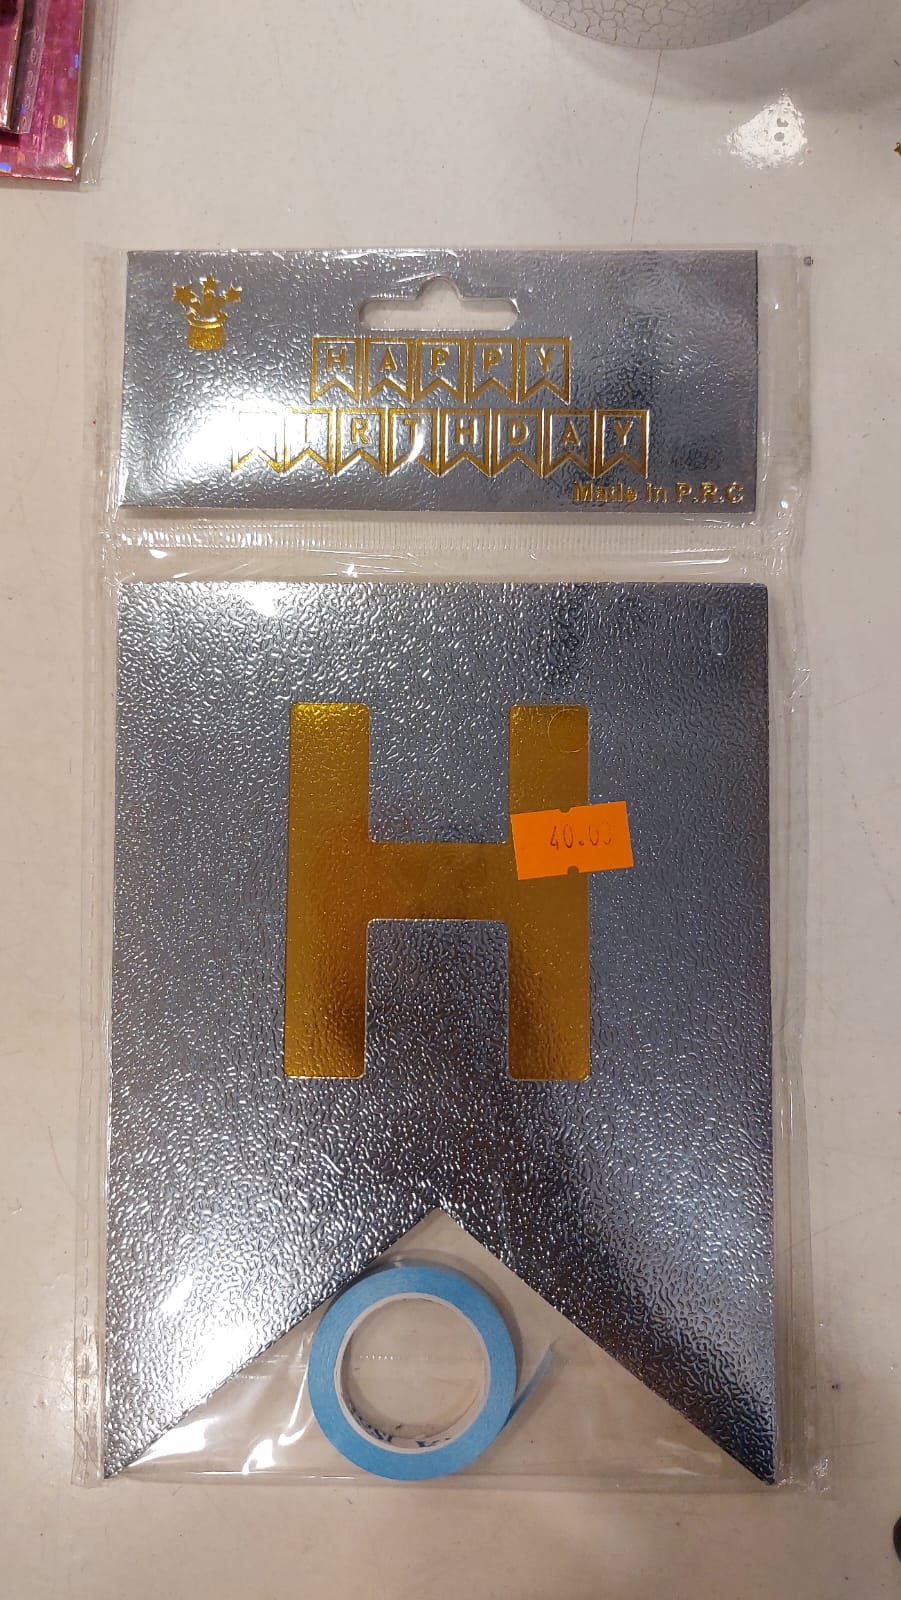 HAPPY
BIRTHDAY
Made in P.R.C
H
40.00